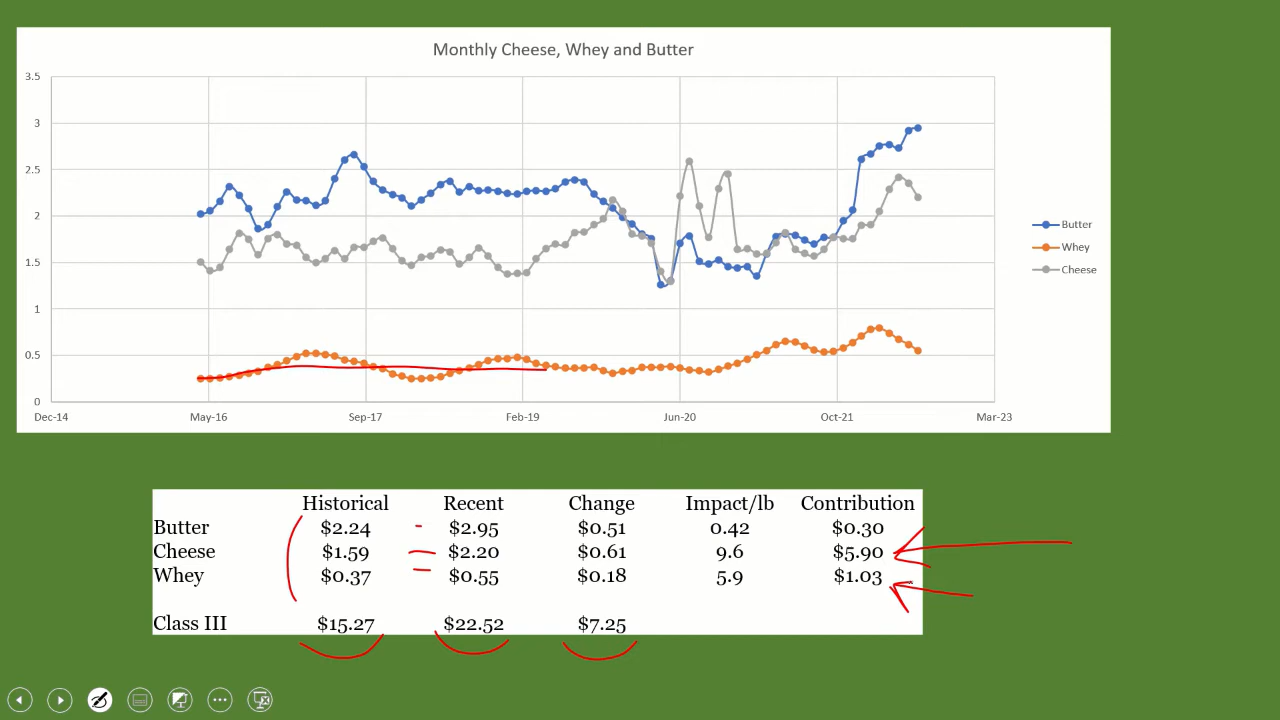 Monthly Cheese, Whey and Butter
3.5
3
2.5
2
1.5
1
0.5
0
Dec-14 May-16 Sep-17 Feb-19 Jun-20 Oct-21 Mar-23
Butter
Whey
Cheese
Historical Recent Change Impact/lb Contribution
Butter $2.24 $2.95 $0.51 0.42 $0.30
Cheese $1.59 $2.20 $0.61 9.6 $5.90
Whey $0.37 $0.55 $0.18 5.9 $1.03
Class III $15.27 $22.52 $7.25